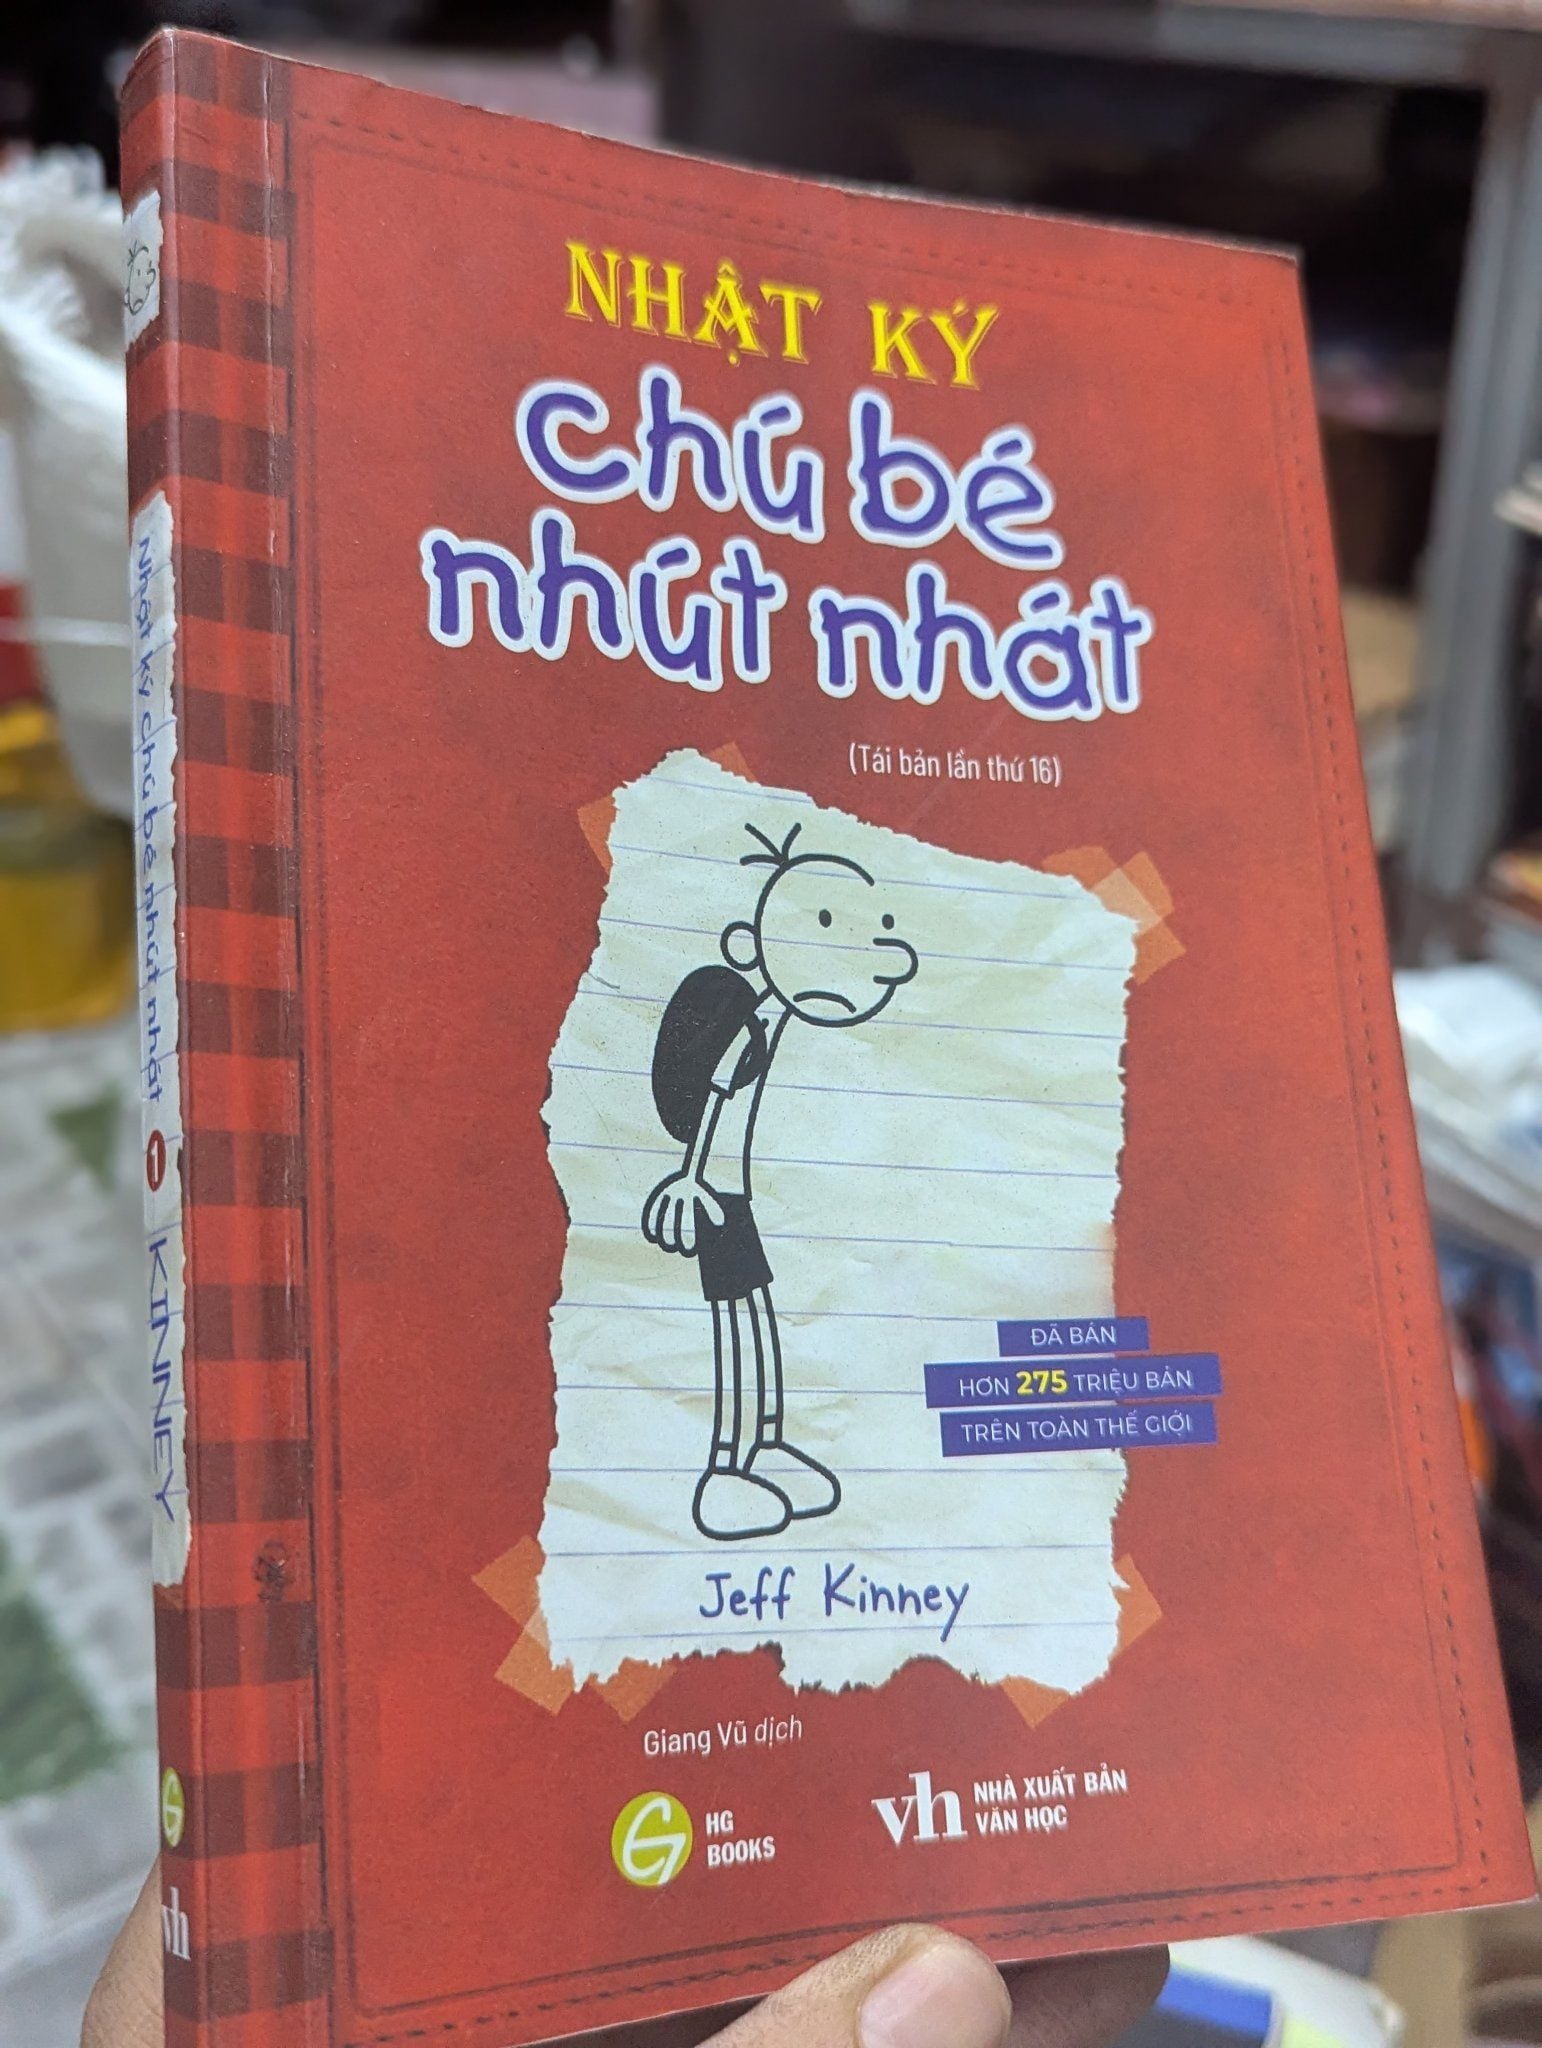 NHẬT KÝ
chú bé
nhút nhát
(Tái bản lần thứ 16)
ĐÃ BÁN
HƠN 275 TRIỆU BẢN
TRÊN TOÀN THẾ GIỚI
Jeff Kinney
Giang Vũ dịch
HG
BOOKS
vh NHÀ XUẤT BẢN
VĂN HỌC
Nhật ký chú bé nhút nhát 1 KINNEY
vh